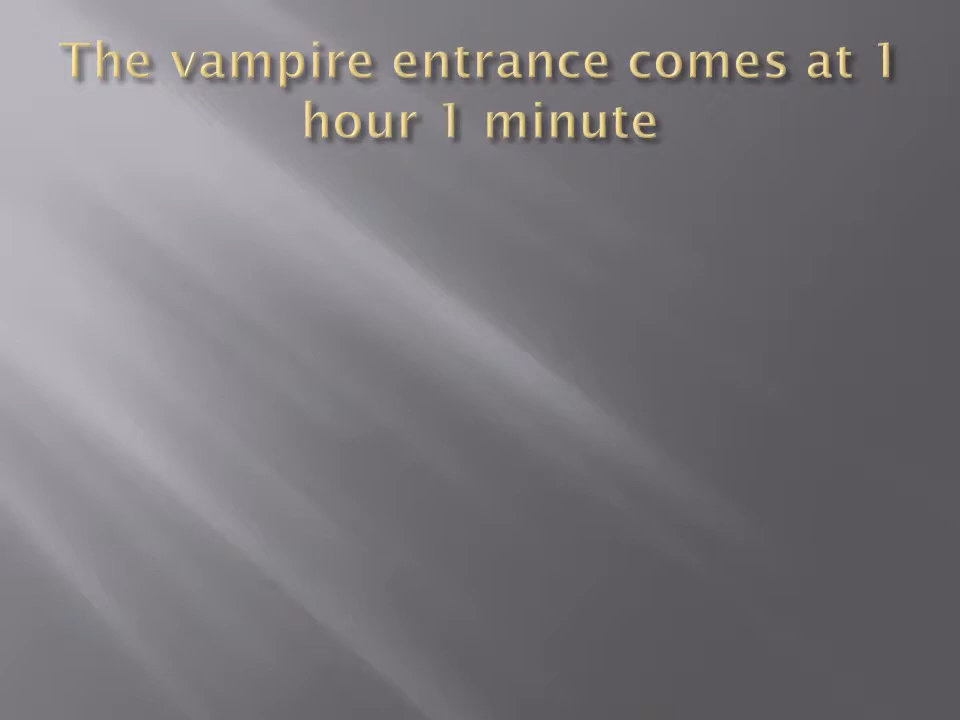 The vampire entrance comes at 1
hour 1 minute